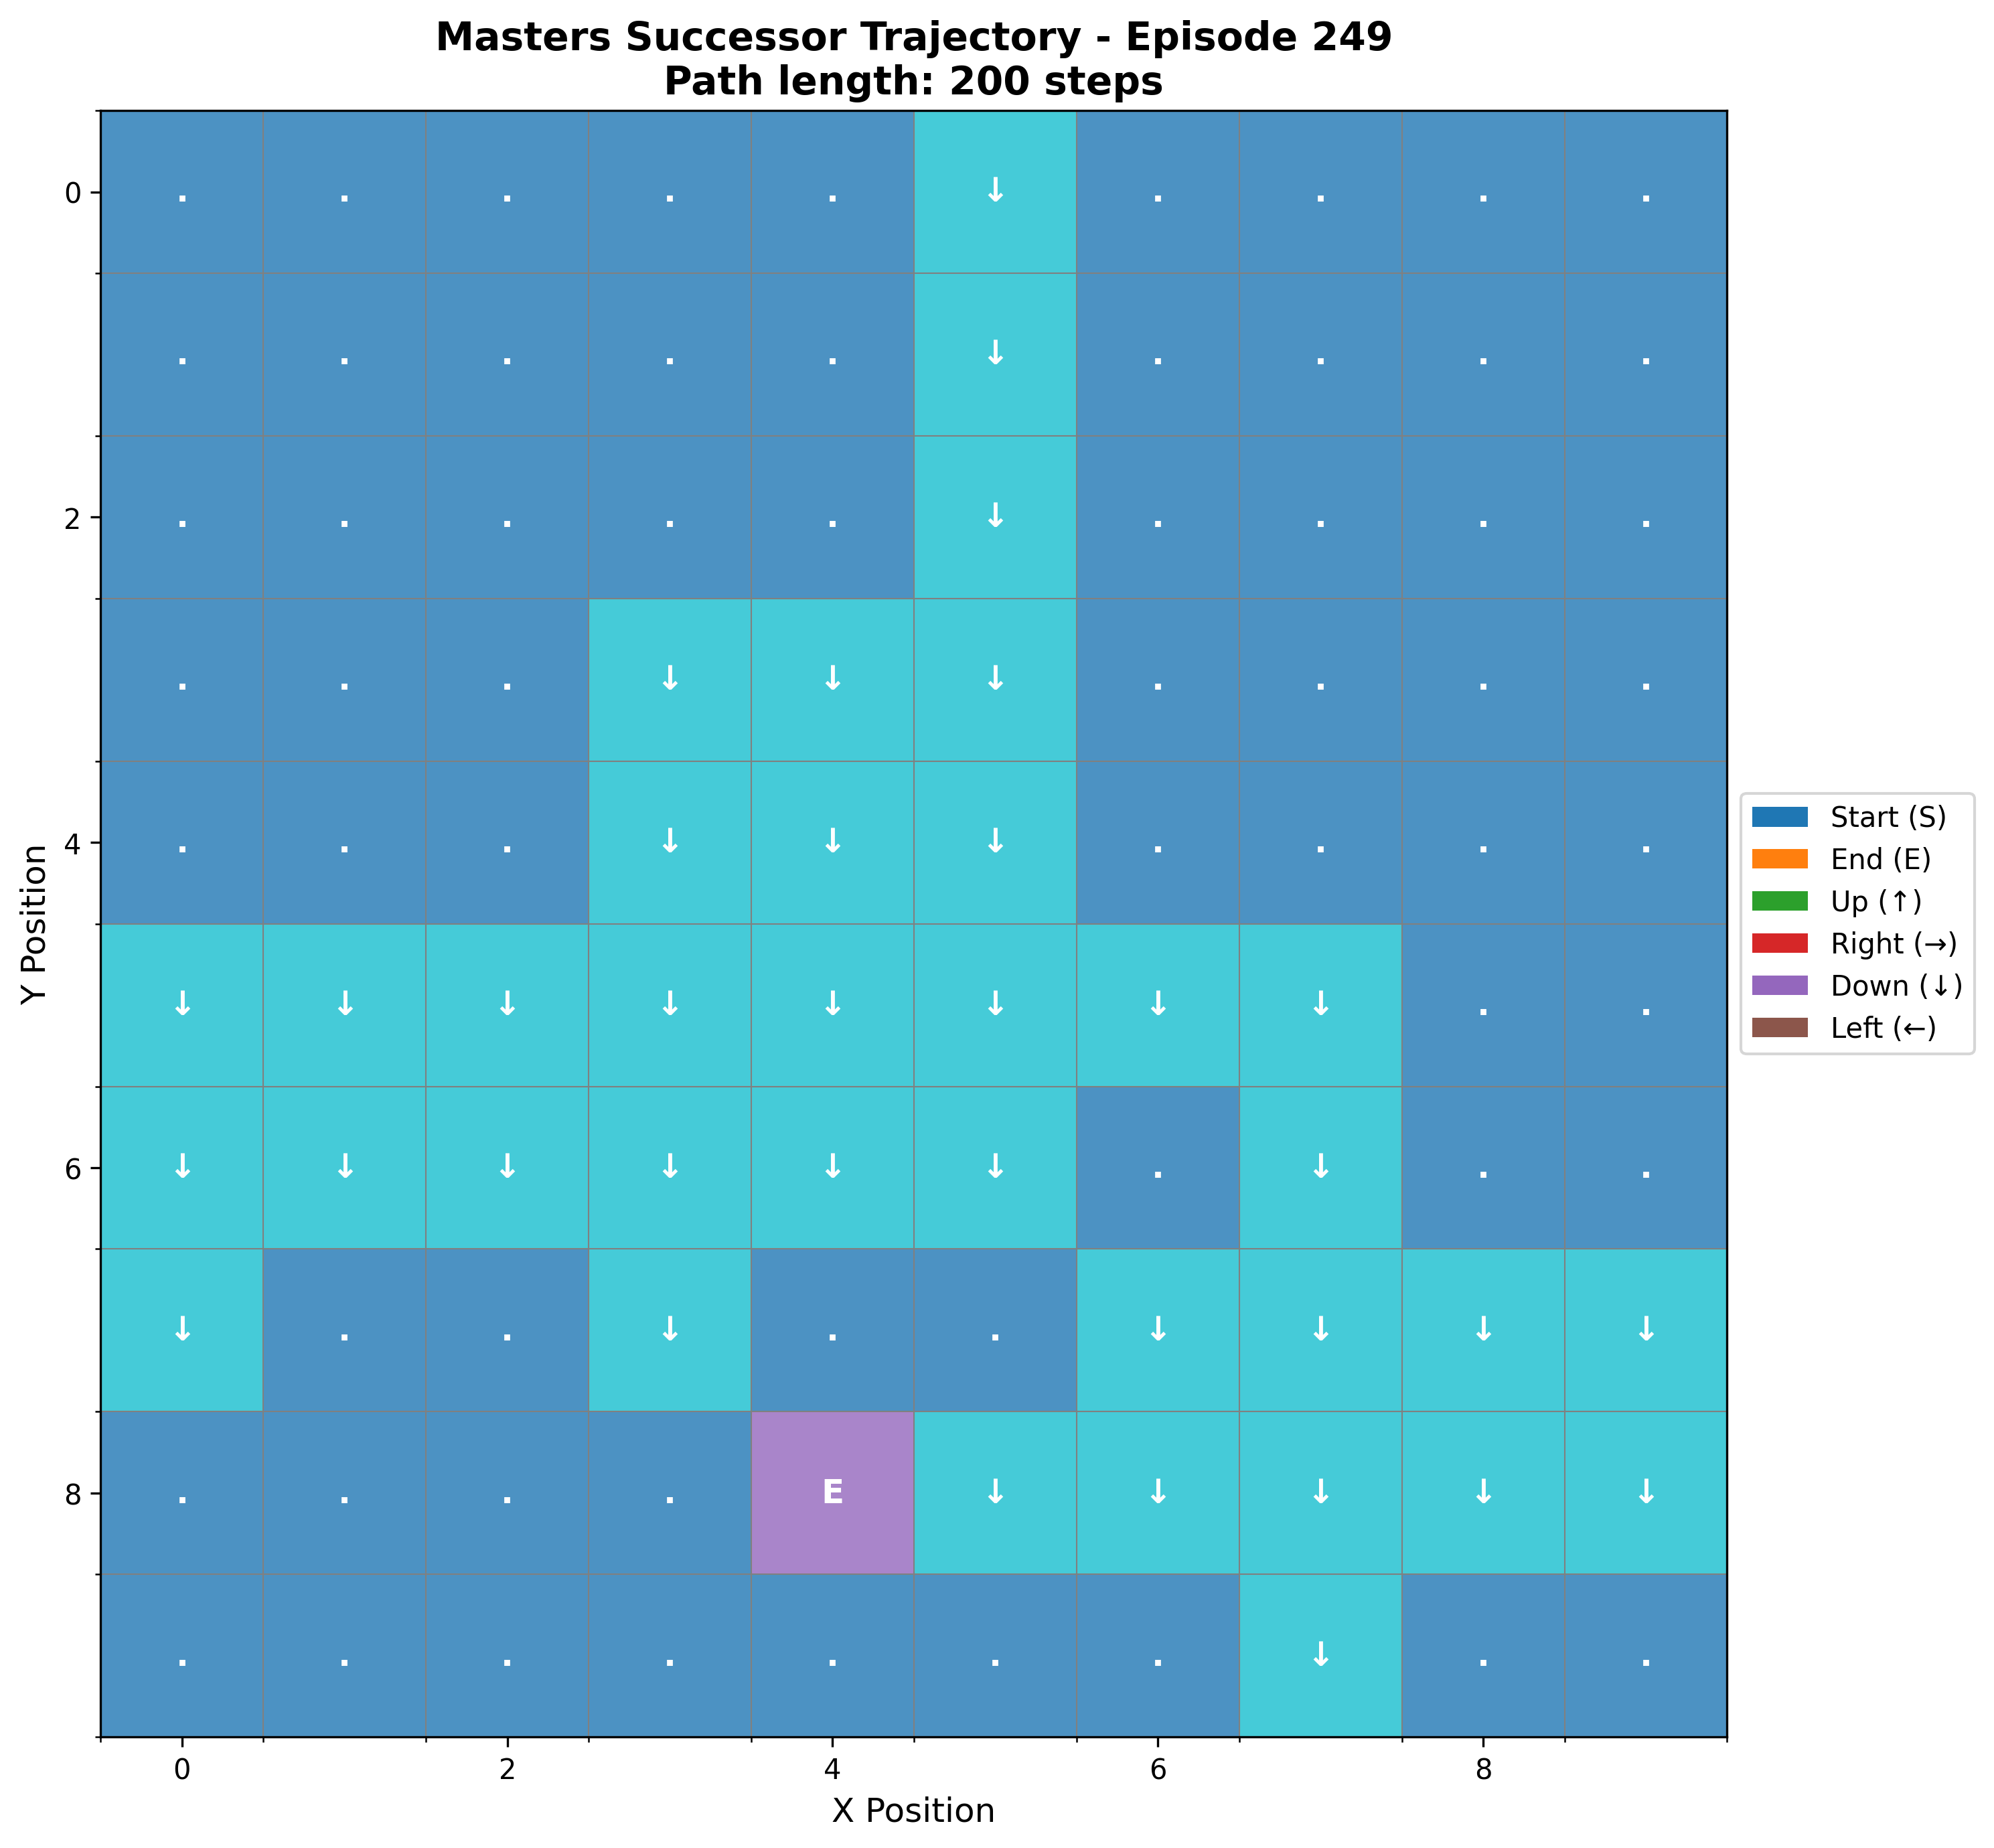 Masters Successor Trajectory - Episode 249
Path length: 200 steps
0 . . . . . ↓ . . . .
. . . . . ↓ . . . .
2 . . . . . ↓ . . . .
. . . ↓ ↓ ↓ . . . .
4 . . . ↓ ↓ ↓ . . . .
↓ ↓ ↓ ↓ ↓ ↓ ↓ ↓ . .
6 ↓ ↓ ↓ ↓ ↓ ↓ . ↓ . .
↓ . . ↓ . . ↓ ↓ ↓ ↓
8 . . . . E ↓ ↓ ↓ ↓ ↓
. . . . . . . ↓ . .
0 2 4 6 8
X Position
Y Position
Start (S)
End (E)
Up (↑)
Right (→)
Down (↓)
Left (←)